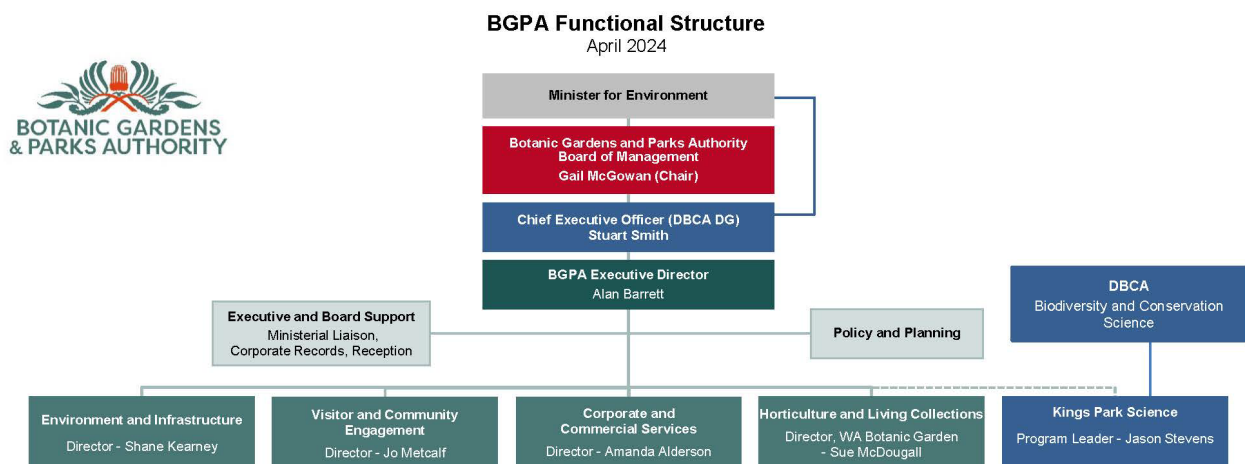 BGPA Functional Structure
April 2024
BOTANIC GARDENS
& PARKS AUTHORITY
Minister for Environment
Botanic Gardens and Parks Authority
Board of Management
Gail McGowan (Chair)
Chief Executive Officer (DBCA DG)
Stuart Smith
BGPA Executive Director
Alan Barrett
DBCA
Biodiversity and Conservation
Science
Executive and Board Support
Ministerial Liaison,
Corporate Records, Reception
Policy and Planning
Environment and Infrastructure
Director - Shane Kearney
Visitor and Community
Engagement
Director - Jo Metcalf
Corporate and
Commercial Services
Director - Amanda Alderson
Horticulture and Living Collections
Director, WA Botanic Garden
- Sue McDougall
Kings Park Science
Program Leader - Jason Stevens